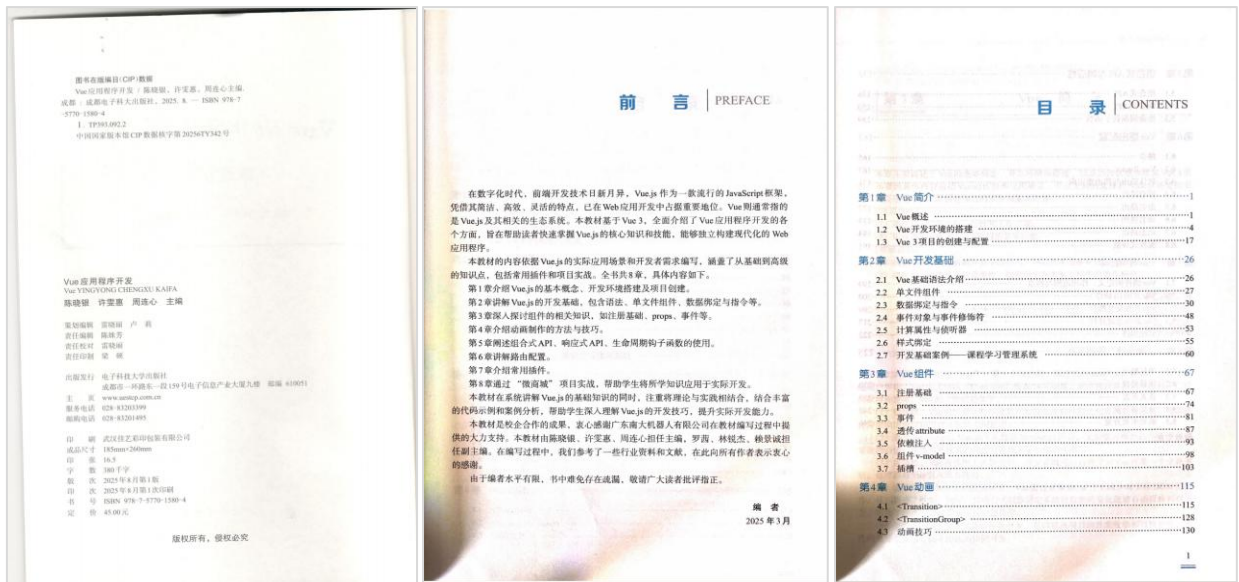 图书在版编目(CIP)数据
Vue应用程序开发 / 陈晓银，许雯惠，周连心主编
成都 : 成都电子科大出版社，2025. 8. — ISBN 978-7
-5770-1580-4
Ⅰ. TP393.092.2
中国国家版本馆CIP数据核字第20256TY342号
Vue应用程序开发
Vue YINGYONG CHENGXU KAIFA
陈晓银 许雯惠 周连心 主编
策划编辑 雷晓丽
责任编辑
责任校对 雷晓丽
责任印制 梁 硕
出版发行 电子科技大学出版社
成都市一环路东一段159号电子信息产业大厦九楼 邮编 610051
主 页 www.uestcp.com.cn
服务电话 028-83203399
邮购电话 028-83201495
印 刷 武汉佳艺彩印包装有限公司
成品尺寸 185mm×260mm
印 张 16.5
字 数 380千字
版 次 2025年8月第1版
印 次 2025年8月第1次印刷
书 号 ISBN 978-7-5770-1580-4
定 价 45.00元
版权所有，侵权必究
前 言 PREFACE
在数字化时代，前端开发技术日新月异，Vue.js 作为一款流行的JavaScript框架，
凭借其简洁、高效、灵活的特点，已在Web应用开发中占据重要地位。Vue则通常指的
是Vue.js及其相关的生态系统。本教材基于 Vue 3，全面介绍了Vue应用程序开发的各
个方面，旨在帮助读者快速掌握Vue.js的核心知识和技能，能够独立构建现代化的 Web
应用程序。
本教材的内容依据Vue.js的实际应用场景和开发者需求编写，涵盖了从基础到高级
的知识点，包括常用插件和项目实战。全书共8章，具体内容如下。
第1章介绍Vue.js的基本概念、开发环境搭建及项目创建。
第2章讲解Vue.js的开发基础，包含语法、单文件组件、数据绑定与指令等。
第3章深入探讨组件的相关知识，如注册基础、props、事件等。
第4章介绍动画制作的方法与技巧。
第5章阐述组合式API、响应式API、生命周期钩子函数的使用。
第6章讲解路由配置。
第7章介绍常用插件。
第8章通过“微商城”项目实战，帮助学生将所学知识应用于实际开发。
本教材在系统讲解Vue.js的基础知识的同时，注重将理论与实践相结合，结合丰富
的代码示例和案例分析，帮助学生深入理解Vue.js的开发技巧，提升实际开发能力。
本教材是校企合作的成果，衷心感谢广东南大机器人有限公司在教材编写过程中提
供的大力支持。本教材由陈晓银、许雯惠、周连心担任主编，罗茜、林锐杰、赖景诚担
任副主编。在编写过程中，我们参考了一些行业资料和文献，在此向所有作者表示衷心
的感谢。
由于编者水平有限，书中难免存在疏漏，敬请广大读者批评指正。
编 者
2025 年 3 月
目 录 CONTENTS
第1章 Vue简介 1
1.1 Vue概述 1
1.2 Vue开发环境的搭建 4
1.3 Vue 3项目的创建与配置 17
第2章 Vue开发基础 26
2.1 Vue基础语法介绍 26
2.2 单文件组件 27
2.3 数据绑定与指令 30
2.4 事件对象与事件修饰符 48
2.5 计算属性与侦听器 53
2.6 样式绑定 55
2.7 开发基础案例——课程学习管理系统 60
第3章 Vue组件 67
3.1 注册基础 67
3.2 props 74
3.3 事件 81
3.4 透传attribute 87
3.5 依赖注入 93
3.6 组件v-model 98
3.7 插槽 103
第4章 Vue动画 115
4.1 <Transition> 115
4.2 <TransitionGroup> 128
4.3 动画技巧 130
1